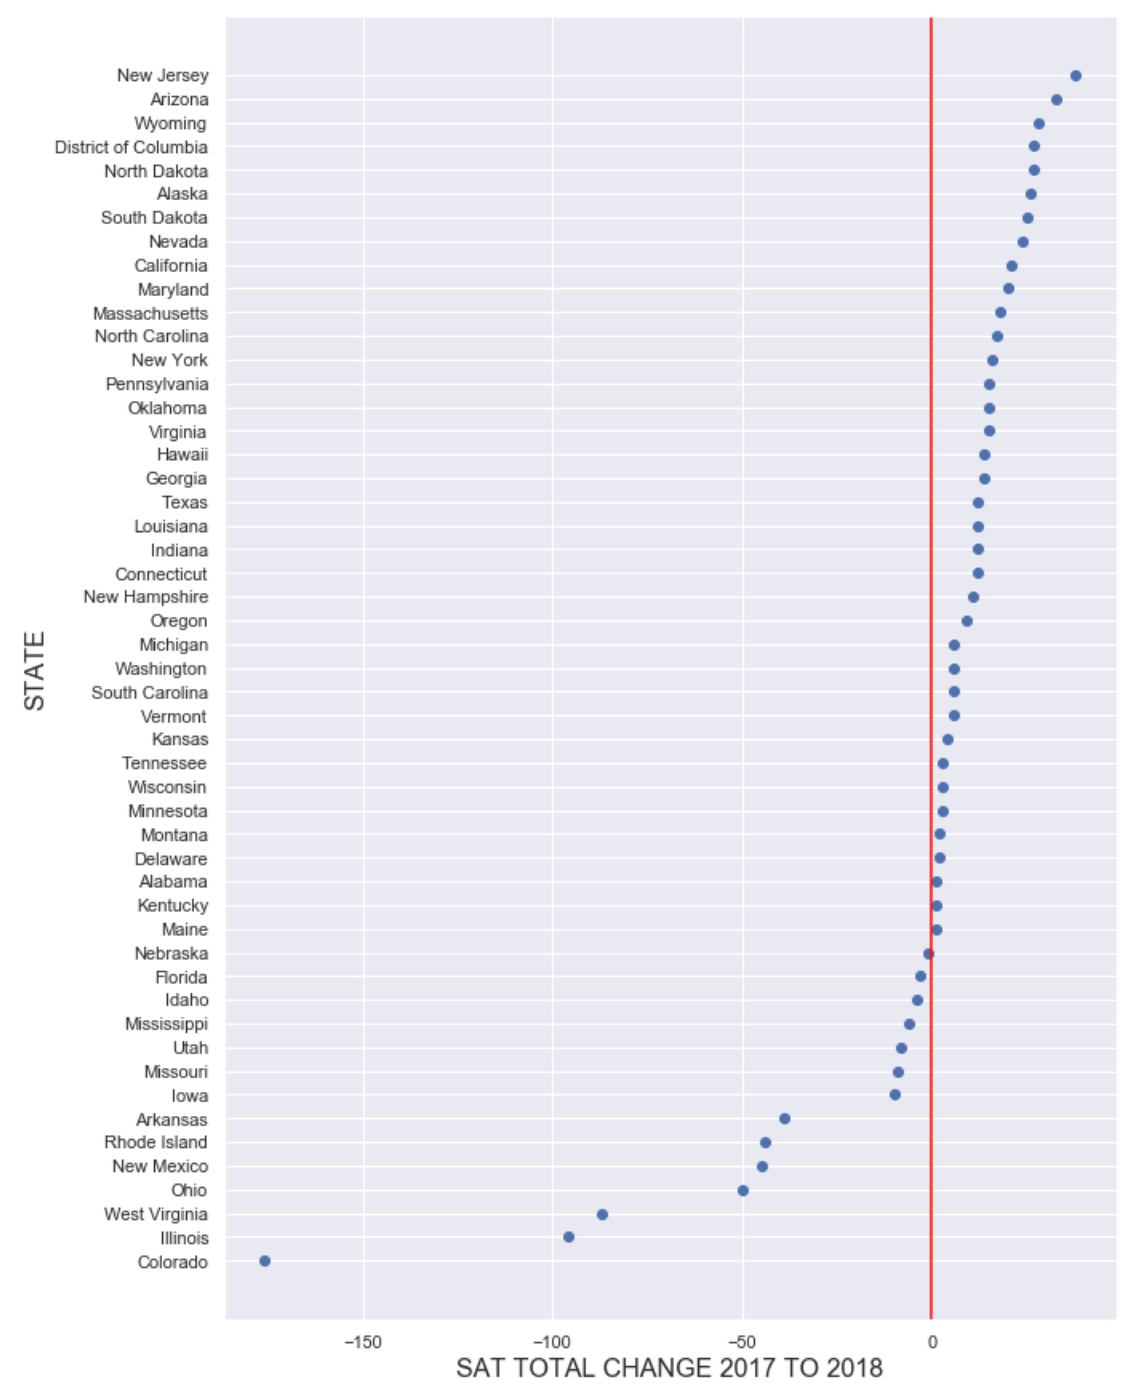 New Jersey
Arizona
Wyoming
District of Columbia
North Dakota
Alaska
South Dakota
Nevada
California
Maryland
Massachusetts
North Carolina
New York
Pennsylvania
Oklahoma
Virginia
Hawaii
Georgia
Texas
Louisiana
Indiana
Connecticut
New Hampshire
Oregon
Michigan
Washington
South Carolina
Vermont
Kansas
Tennessee
Wisconsin
Minnesota
Montana
Delaware
Alabama
Kentucky
Maine
Nebraska
Florida
Idaho
Mississippi
Utah
Missouri
Iowa
Arkansas
Rhode Island
New Mexico
Ohio
West Virginia
Illinois
Colorado
STATE
−150 −100 −50 0
SAT TOTAL CHANGE 2017 TO 2018